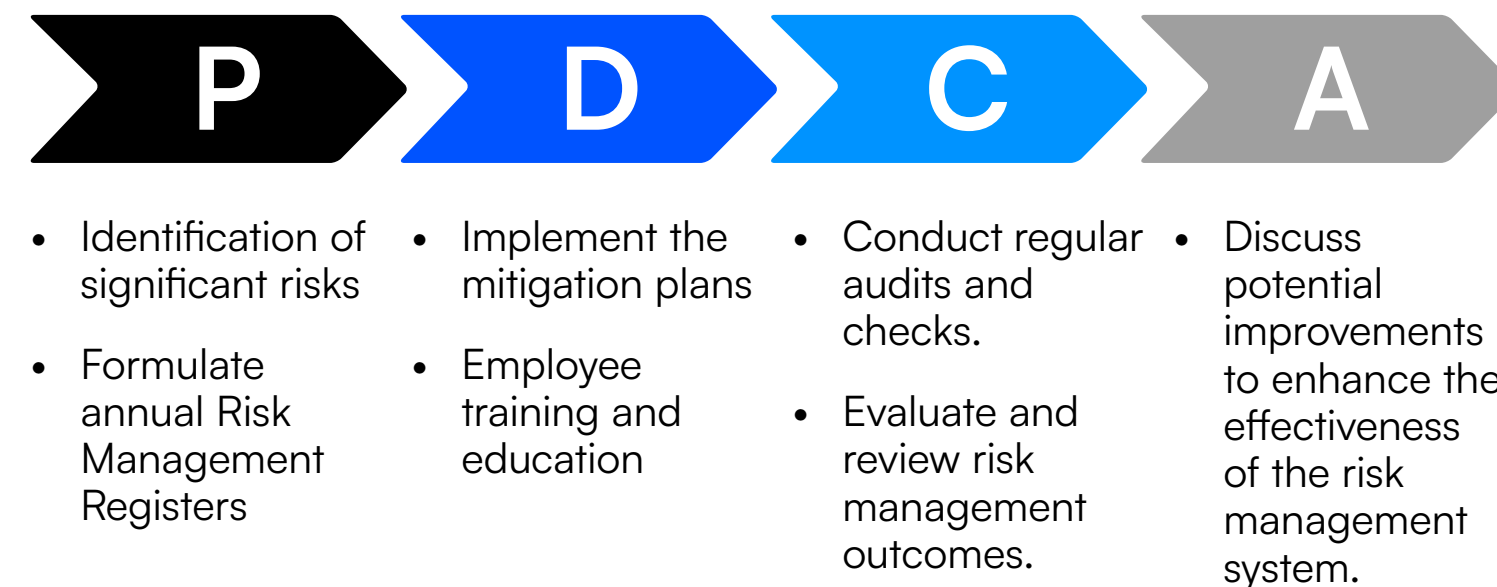 P
D
C
A
Identification of
significant risks
Formulate
annual Risk
Management
Registers
Implement the
mitigation plans
Employee
training and
education
Conduct regular
audits and
checks.
Evaluate and
review risk
management
outcomes.
Discuss
potential
improvements
to enhance the
effectiveness
of the risk
management
system.